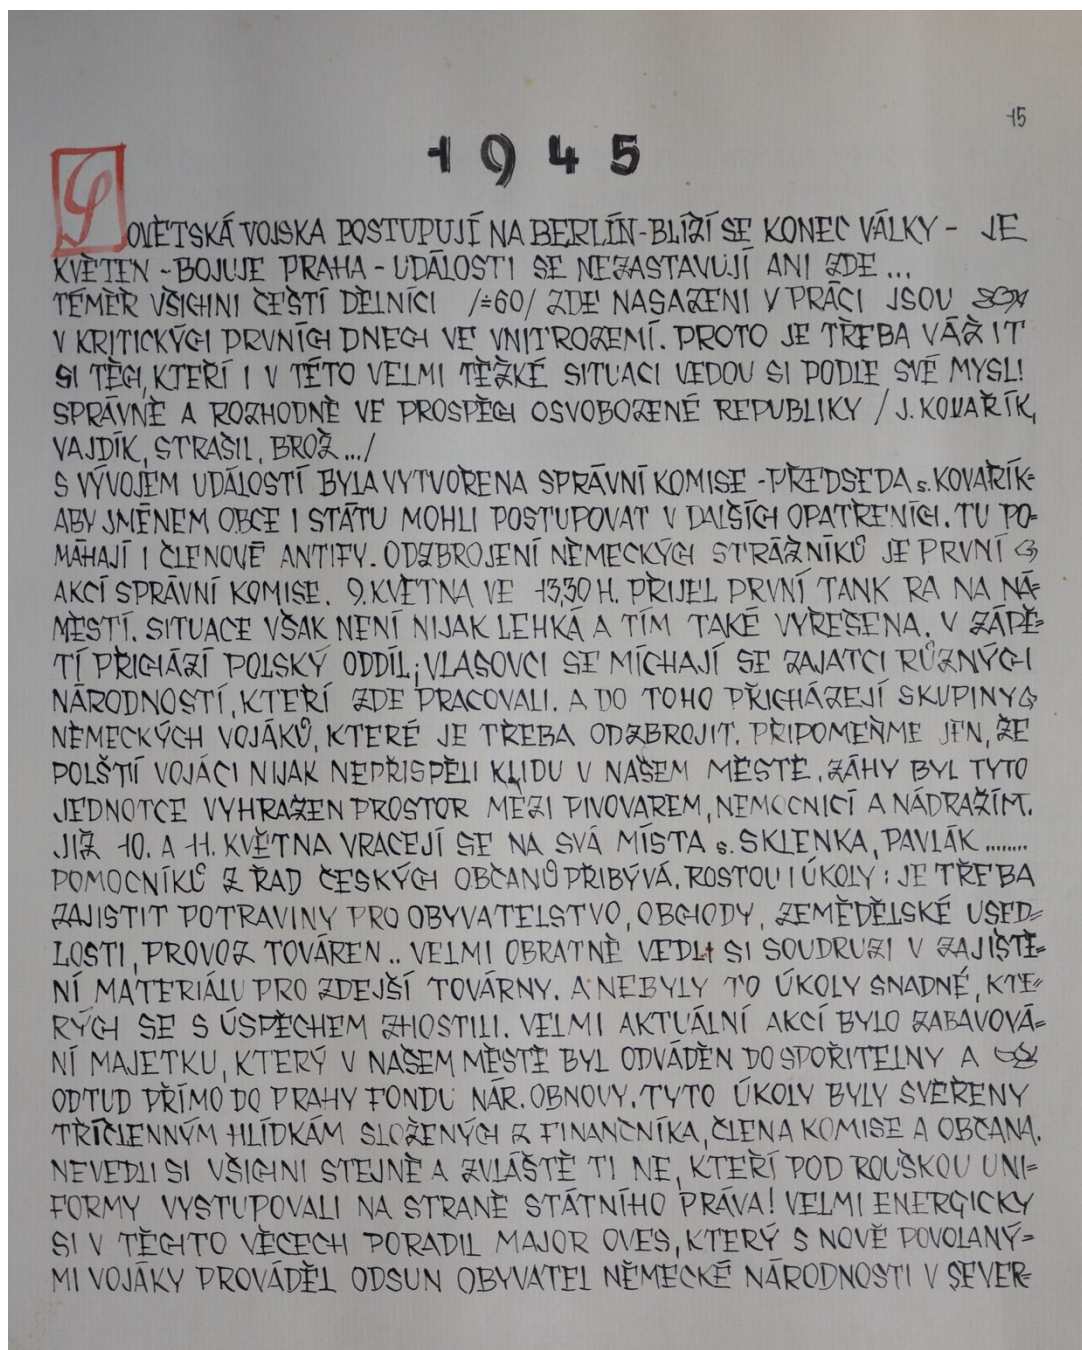 15
1945
SOVĚTSKÁ VOJSKA POSTUPUJÍ NA BERLÍN-BLÍŽÍ SE KONEC VÁLKY - JE
KVĚTEN - BOJUJE PRAHA - UDÁLOSTI SE NEZASTAVUJÍ ANI ZDE...
TÉMĚŘ VŠICHNI ČEŠTÍ DĚLNÍCI /≐60/ ZDE NASAZENI V PRÁCI JSOU
V KRITICKÝCH PRVNÍCH DNECH VE VNITROZEMÍ. PROTO JE TŘEBA VÁŽIT
SI TĚCH, KTEŘÍ I V TÉTO VELMI TĚŽKÉ SITUACI VEDOU SI PODLE SVÉ MYSLI
SPRÁVNĚ A ROZHODNĚ VE PROSPĚCH OSVOBOZENÉ REPUBLIKY / J. KOVAŘÍK,
VAJDÍK, STRAŠIL, BROŽ.../
S VÝVOJEM UDÁLOSTÍ BYLA VYTVOŘENA SPRÁVNÍ KOMISE - PŘEDSEDA s. KOVAŘÍK-
ABY JMÉNEM OBCE I STÁTU MOHLI POSTUPOVAT V DALŠÍCH OPATŘENÍCH. TU PO=
MÁHAJÍ I ČLENOVÉ ANTIFY. ODZBROJENÍ NĚMECKÝCH STRÁŽNÍKŮ JE PRVNÍ
AKCÍ SPRÁVNÍ KOMISE. 9. KVĚTNA VE 13,30 H. PŘIJEL PRVNÍ TANK RA NA NÁ=
MĚSTÍ. SITUACE VŠAK NENÍ NIJAK LEHKÁ A TÍM TAKÉ VYŘEŠENA. V ZÁPĚ=
TÍ PŘICHÁZÍ POLSKÝ ODDÍL; VLASOVCI SE MÍCHAJÍ SE ZAJATCI RŮZNÝCH
NÁRODNOSTÍ, KTEŘÍ ZDE PRACOVALI. A DO TOHO PŘICHÁZEJÍ SKUPINY
NĚMECKÝCH VOJÁKŮ, KTERÉ JE TŘEBA ODZBROJIT. PŘIPOMEŇME JEN, ŽE
POLŠTÍ VOJÁCI NIJAK NEPŘISPĚLI KLIDU V NAŠEM MĚSTĚ. ZÁHY BYL TYTO
JEDNOTCE VYHRAŽEN PROSTOR MEZI PIVOVAREM, NEMOCNICÍ A NÁDRAŽÍM.
JIŽ 10. A 11. KVĚTNA VRACEJÍ SE NA SVÁ MÍSTA s. SKLENKA, PAVLÁK ........
POMOCNÍKŮ Z ŘAD ČESKÝCH OBČANŮ PŘIBÝVÁ. ROSTOU I ÚKOLY: JE TŘEBA
ZAJISTIT POTRAVINY PRO OBYVATELSTVO, OBCHODY, ZEMĚDĚLSKÉ USED=
LOSTI, PROVOZ TOVÁREN .. VELMI OBRATNĚ VEDLI SI SOUDRUZI V ZAJIŠTĚ=
NÍ MATERIÁLU PRO ZDEJŠÍ TOVÁRNY. A NEBYLY TO ÚKOLY SNADNÉ, KTE=
RÝCH SE S ÚSPĚCHEM ZHOSTILI. VELMI AKTUÁLNÍ AKCÍ BYLO ZABAVOVÁ=
NÍ MAJETKU, KTERÝ V NAŠEM MĚSTĚ BYL ODVÁDĚN DO SPOŘITELNY A
ODTUD PŘÍMO DO PRAHY FONDU NÁR. OBNOVY. TYTO ÚKOLY BYLY SVĚŘENY
TŘÍČLENNÝM HLÍDKÁM SLOŽENÝCH Z FINANČNÍKA, ČLENA KOMISE A OBČANA.
NEVEDLI SI VŠICHNI STEJNĚ A ZVLÁŠTĚ TI NE, KTEŘÍ POD ROUŠKOU UNI=
FORMY VYSTUPOVALI NA STRANĚ STÁTNÍHO PRÁVA! VELMI ENERGICKY
SI V TĚCHTO VĚCECH PORADIL MAJOR OVES, KTERÝ S NOVĚ POVOLANÝ=
MI VOJÁKY PROVÁDĚL ODSUN OBYVATEL NĚMECKÉ NÁRODNOSTI V SEVER=